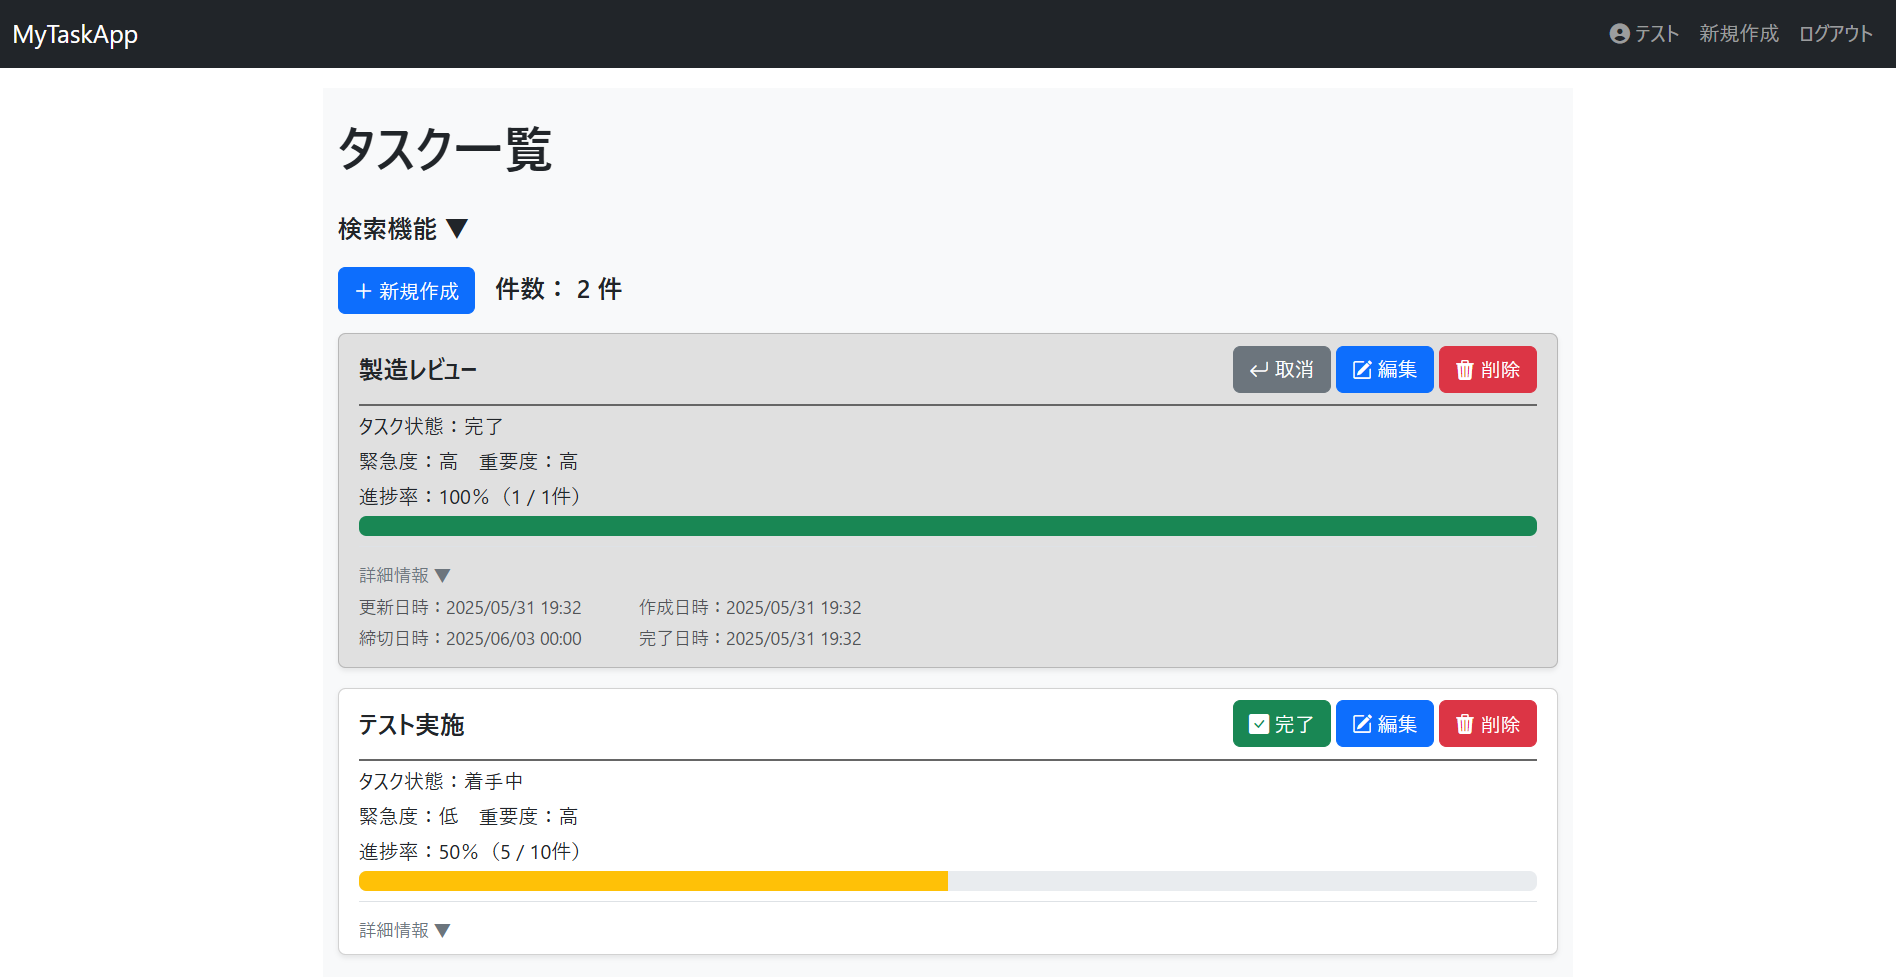 MyTaskApp
テスト 新規作成 ログアウト
タスク一覧
検索機能 ▼
+ 新規作成 件数： 2 件
製造レビュー 取消 編集 削除
タスク状態：完了
緊急度：高 重要度：高
進捗率：100%（1 / 1件）
詳細情報 ▼
更新日時：2025/05/31 19:32 作成日時：2025/05/31 19:32
締切日時：2025/06/03 00:00 完了日時：2025/05/31 19:32
テスト実施 完了 編集 削除
タスク状態：着手中
緊急度：低 重要度：高
進捗率：50%（5 / 10件）
詳細情報 ▼